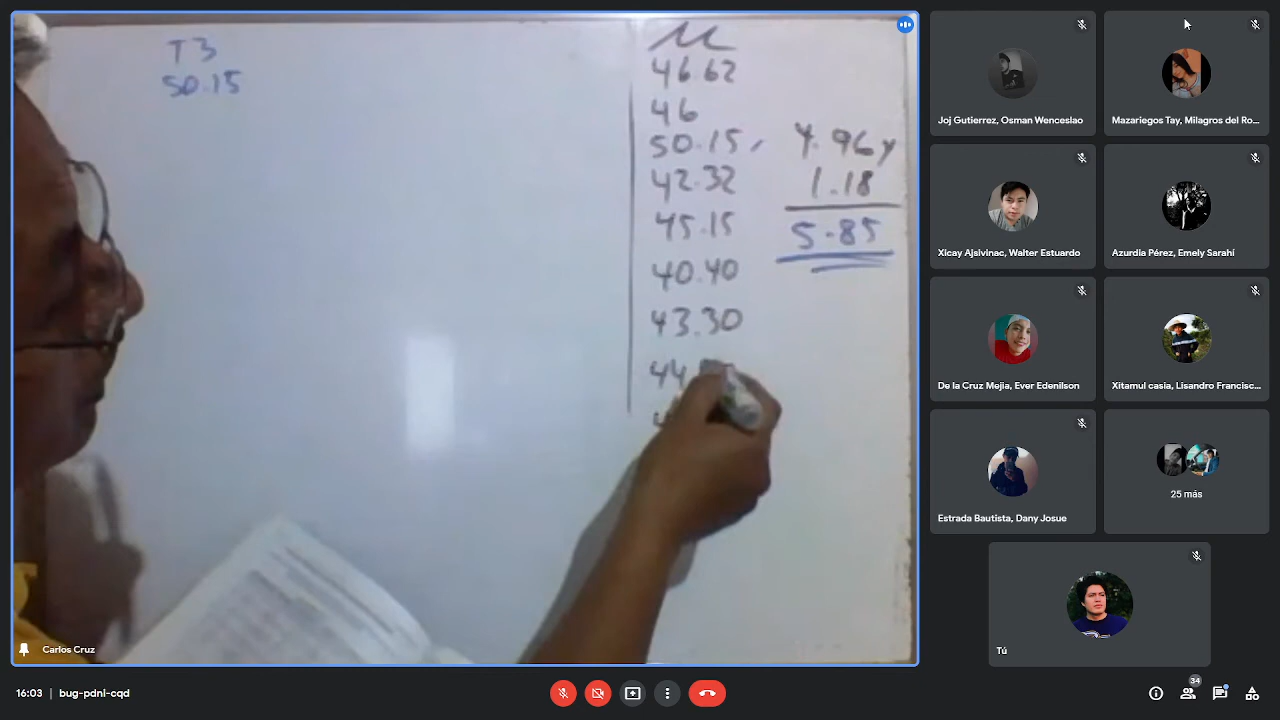 T3
50.15
M
46.62
46
50.15
42.32
45.15
40.40
43.30
44.
4.96
1.18
5.85
Carlos Cruz
Joj Gutierrez, Osman Wenceslao
Mazariegos Tay, Milagros del Ro...
Xicay Ajsivinac, Walter Estuardo
Azurdia Pérez, Emely Sarahí
De la Cruz Mejia, Ever Edenilson
Xitamul casia, Lisandro Francisc...
Estrada Bautista, Dany Josue
25 más
Tú
16:03 | bug-pdnl-cqd
34